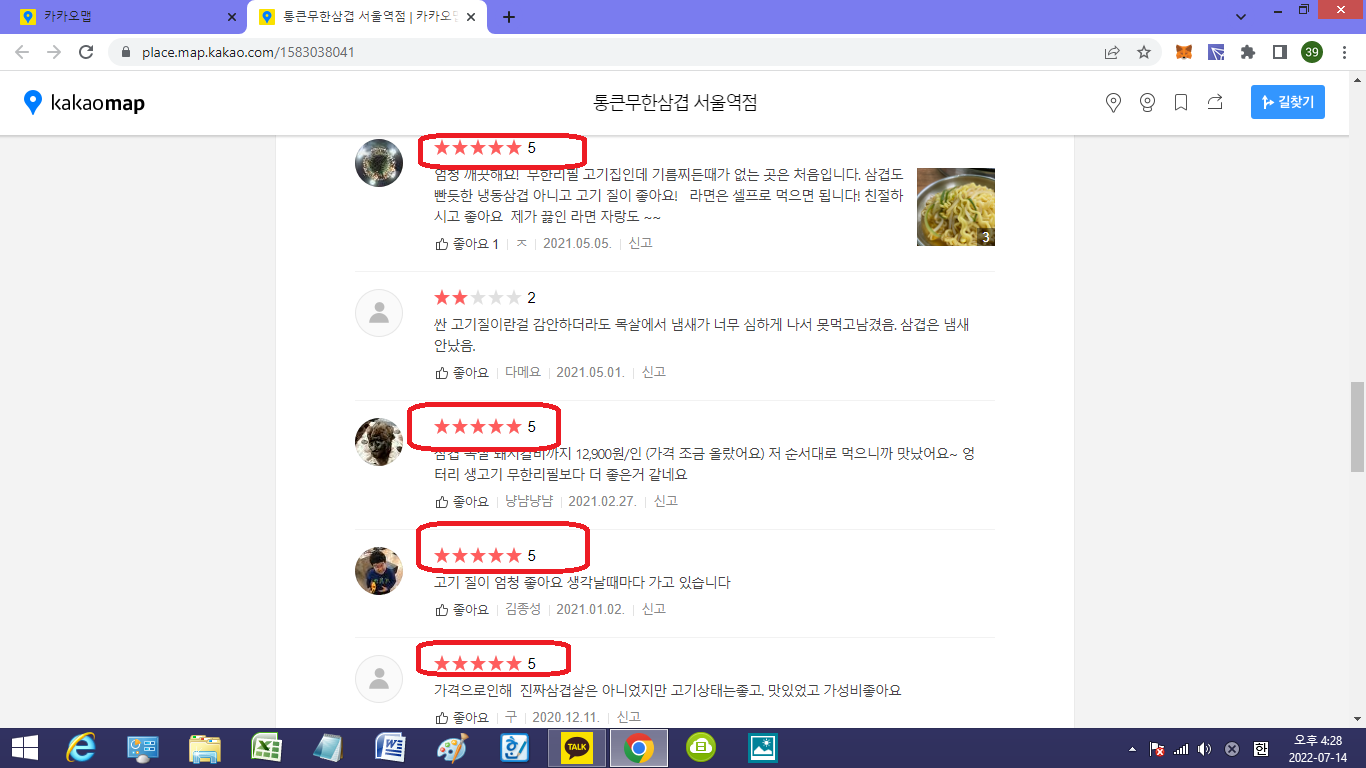 카카오맵
통큰무한삼겹 서울역점 | 카카오맵
place.map.kakao.com/1583038041
39
kakaomap
통큰무한삼겹 서울역점
길찾기
5
엄청 깨끗해요! 무한리필 고기집인데 기름찌든때가 없는 곳은 처음입니다. 삼겹도
빤듯한 냉동삼겹 아니고 고기 질이 좋아요! 라면은 셀프로 먹으면 됩니다! 친절하
시고 좋아요 제가 끓인 라면 자랑도 ~~
3
좋아요 1 ㅈ 2021.05.05. 신고
2
싼 고기질이란걸 감안하더라도 목살에서 냄새가 너무 심하게 나서 못먹고남겼음. 삼겹은 냄새
안났음.
좋아요 다메요 2021.05.01. 신고
5
삼겹 목살 돼지갈비까지 12,900원/인 (가격 조금 올랐어요) 저 순서대로 먹으니까 맛났어요~ 엉
터리 생고기 무한리필보다 더 좋은거 같네요
좋아요 냥냠냥냠 2021.02.27. 신고
5
고기 질이 엄청 좋아요 생각날때마다 가고 있습니다
좋아요 김종성 2021.01.02. 신고
5
가격으로인해 진짜삼겹살은 아니었지만 고기상태는좋고, 맛있었고 가성비좋아요
좋아요 구 2020.12.11. 신고
TALK
한
오후 4:28
2022-07-14